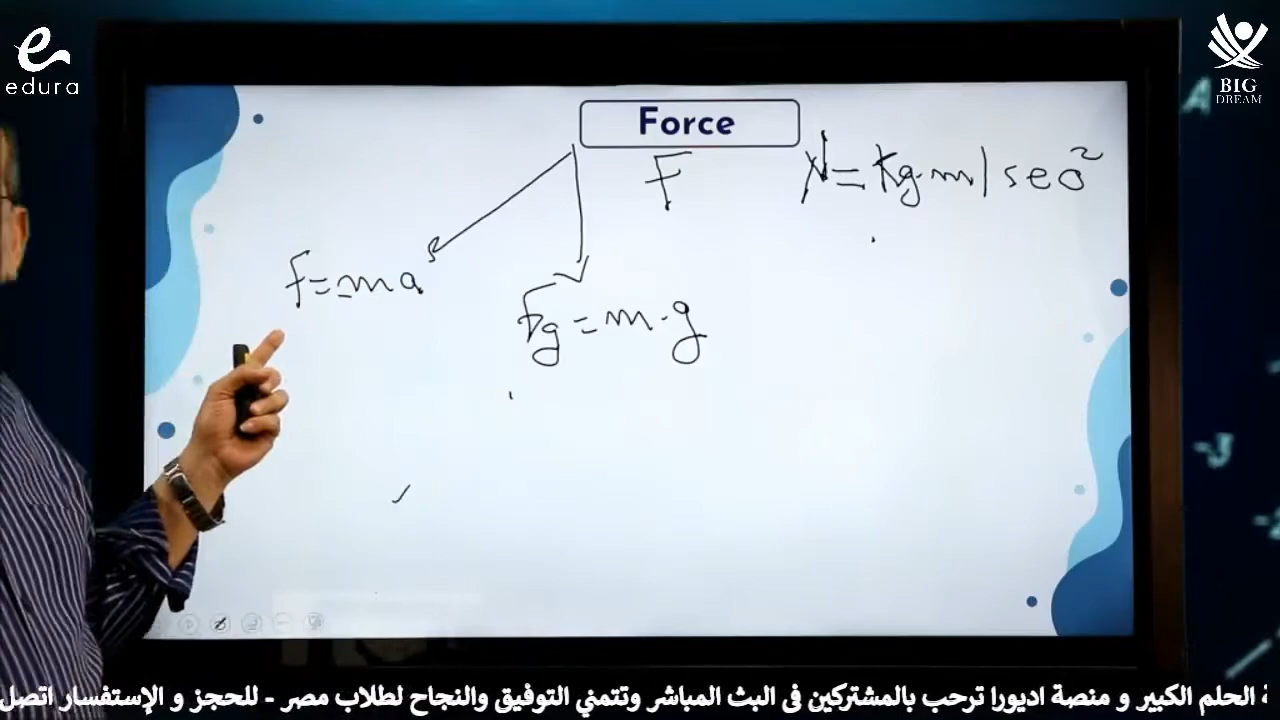 edura
BIG
DREAM
Force
F
N = kg.m/sec²
F = ma
Fg = m.g
ة الحلم الكبير و منصة اديورا ترحب بالمشتركين فى البث المباشر وتتمني التوفيق والنجاح لطلاب مصر - للحجز و الإستفسار اتصل